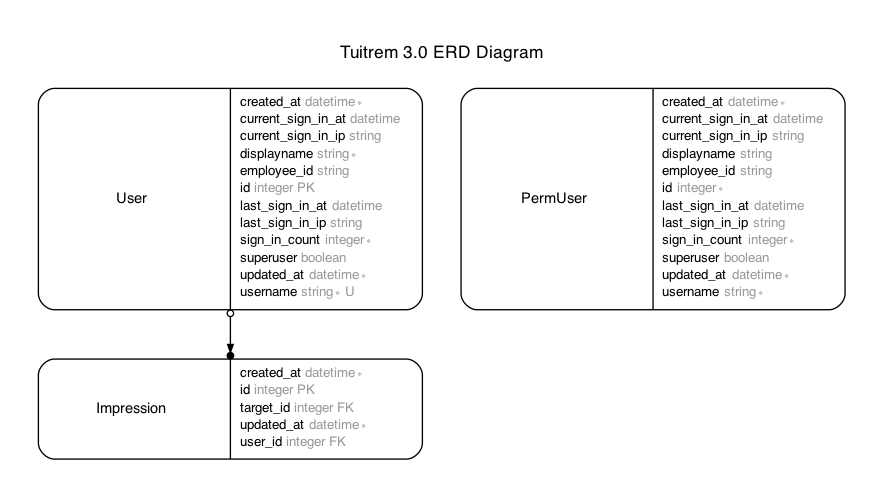 Tuitrem 3.0 ERD Diagram
User
created_at datetime *
current_sign_in_at datetime
current_sign_in_ip string
displayname string *
employee_id string
id integer PK
last_sign_in_at datetime
last_sign_in_ip string
sign_in_count integer *
superuser boolean
updated_at datetime *
username string * U
PermUser
created_at datetime *
current_sign_in_at datetime
current_sign_in_ip string
displayname string
employee_id string
id integer *
last_sign_in_at datetime
last_sign_in_ip string
sign_in_count integer *
superuser boolean
updated_at datetime *
username string *
Impression
created_at datetime *
id integer PK
target_id integer FK
updated_at datetime *
user_id integer FK